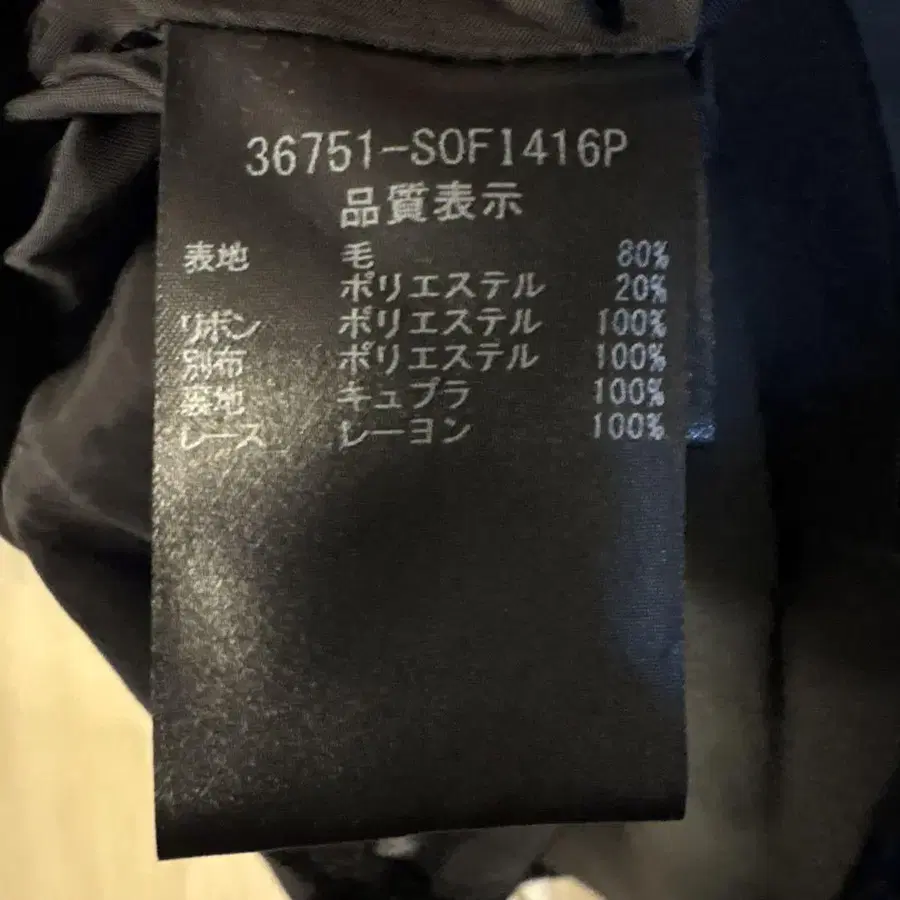 36751-SOFI416P
品質表示
表地 毛 80%
ポリエステル 20%
リボン ポリエステル 100%
別布 ポリエステル 100%
裏地 キュプラ 100%
レース レーヨン 100%